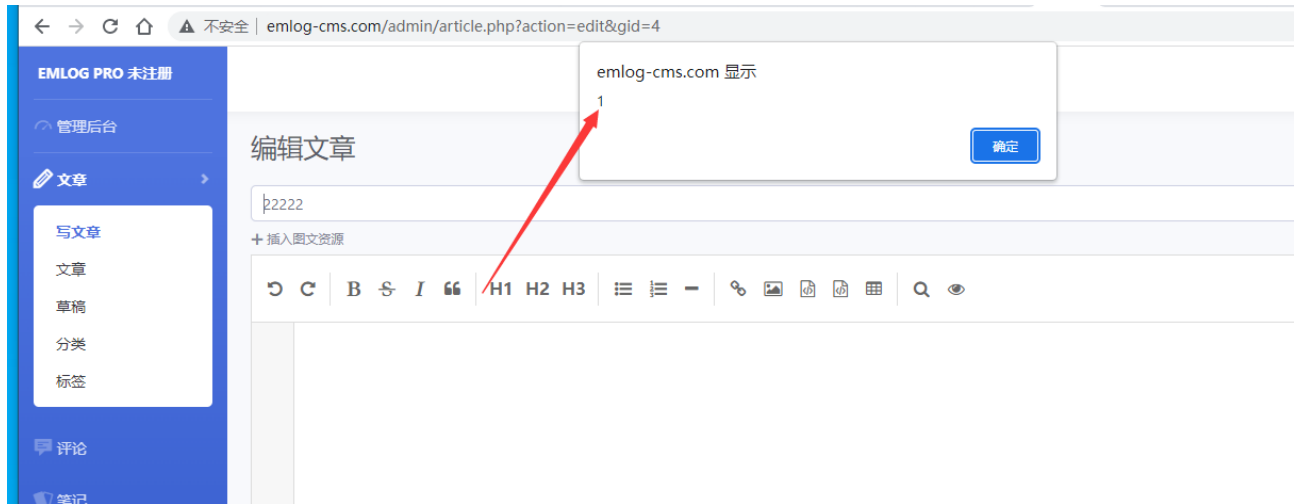 不安全 | emlog-cms.com/admin/article.php?action=edit&gid=4
EMLOG PRO 未注册
emlog-cms.com 显示
1
确定
管理后台
文章
写文章
文章
草稿
分类
标签
评论
笔记
编辑文章
22222
插入图文资源
B S I H1 H2 H3